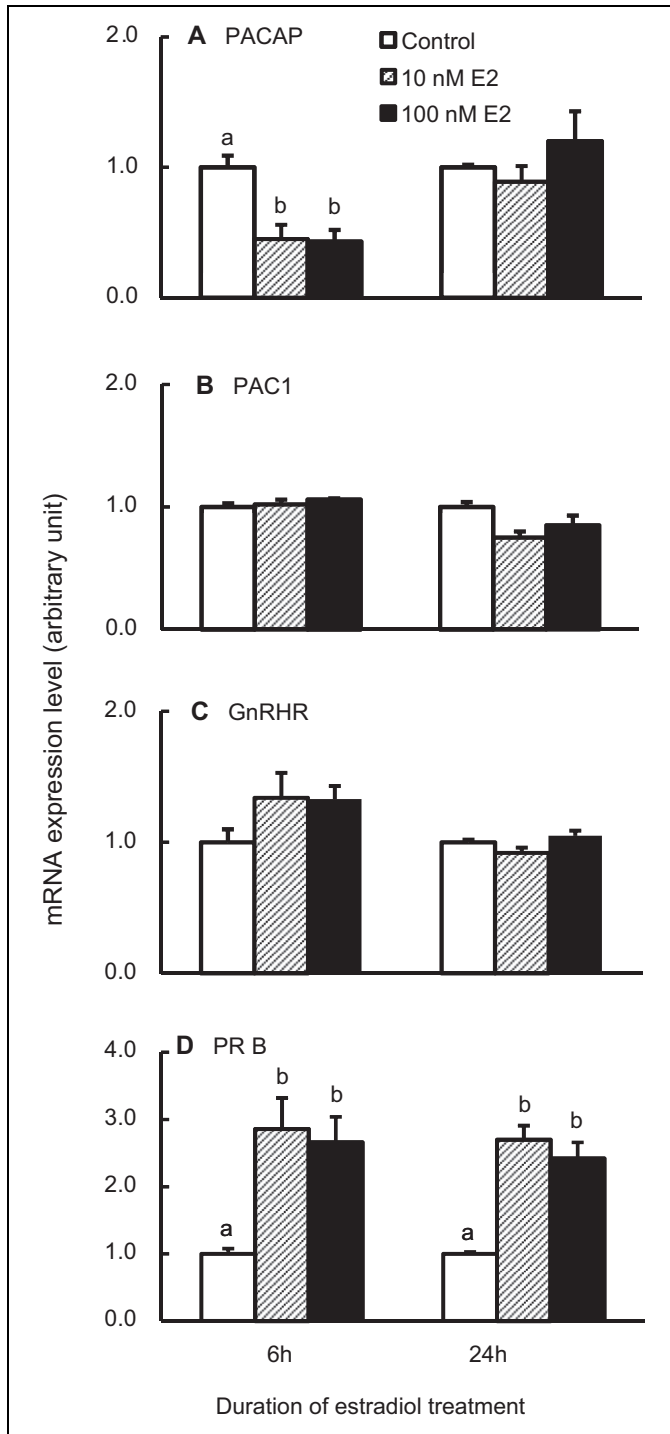 A PACAP
Control
10 nM E2
100 nM E2
2.0
1.0
0.0
a
b
b
B PAC1
2.0
1.0
0.0
C GnRHR
2.0
1.0
0.0
D PR B
4.0
3.0
2.0
1.0
0.0
a
b
b
a
b
b
6h
24h
mRNA expression level (arbitrary unit)
Duration of estradiol treatment